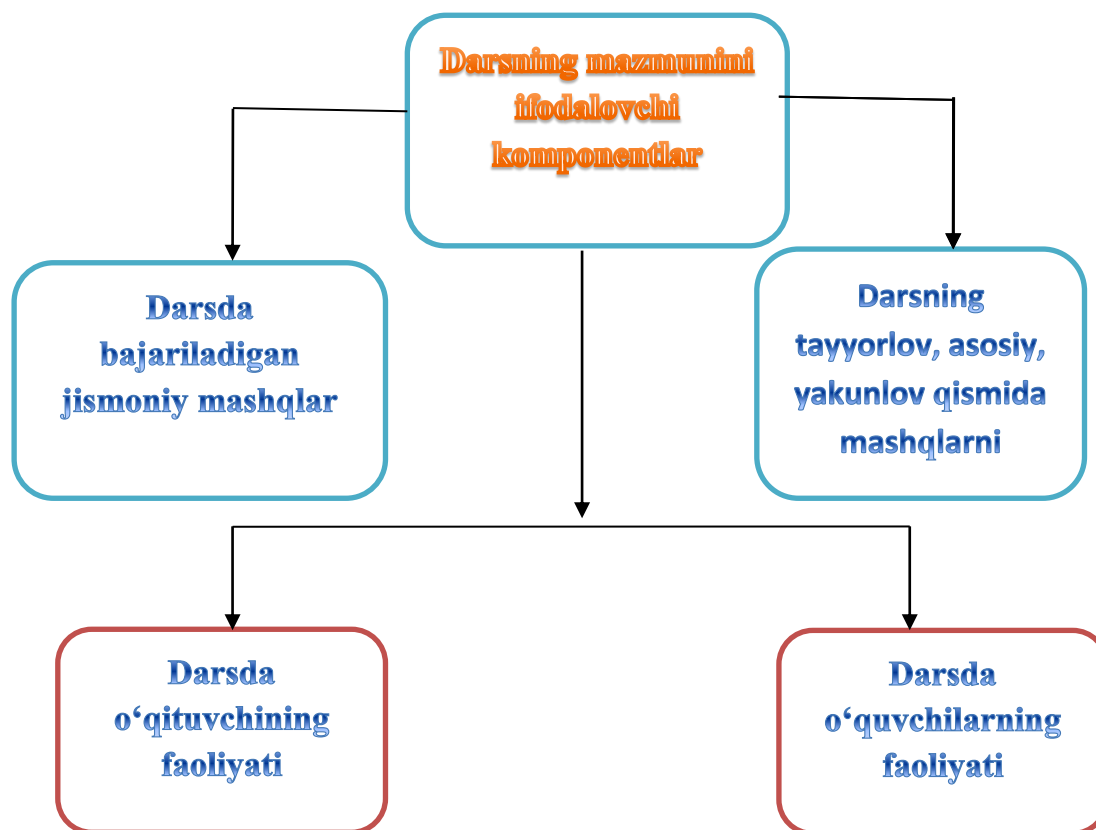 Darsning mazmunini
ifodalovchi
komponentlar
Darsda
bajariladigan
jismoniy mashqlar
Darsning
tayyorlov, asosiy,
yakunlov qismida
mashqlarni
Darsda
o‘qituvchining
faoliyati
Darsda
o‘quvchilarning
faoliyati